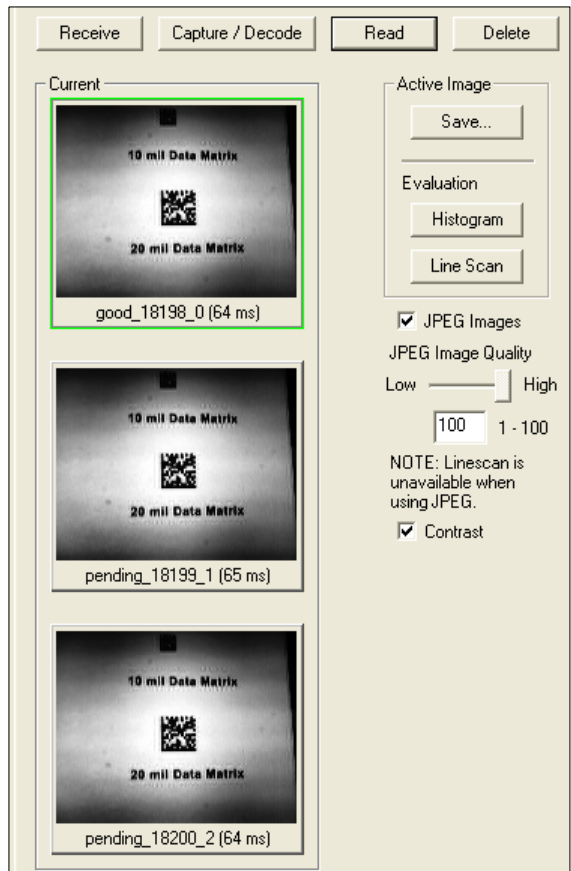 Receive
Capture / Decode
Read
Delete
Current
10 mil Data Matrix
20 mil Data Matrix
good_18198_0 (64 ms)
10 mil Data Matrix
20 mil Data Matrix
pending_18199_1 (65 ms)
10 mil Data Matrix
20 mil Data Matrix
pending_18200_2 (64 ms)
Active Image
Save...
Evaluation
Histogram
Line Scan
JPEG Images
JPEG Image Quality
Low High
100 1 - 100
NOTE: Linescan is
unavailable when
using JPEG.
Contrast